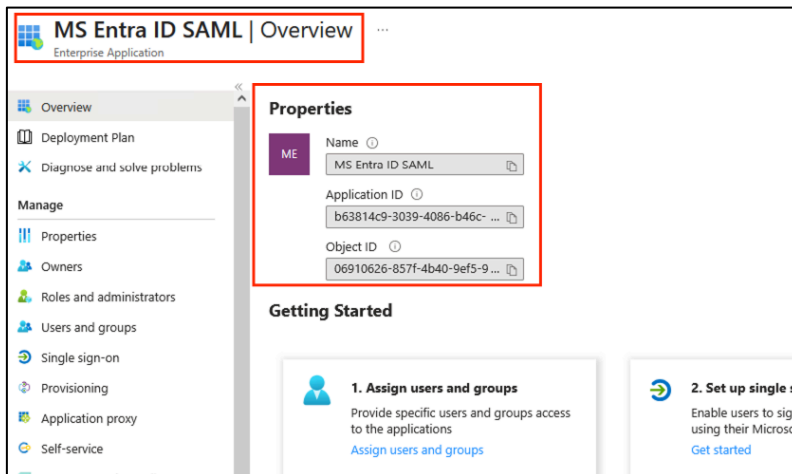 MS Entra ID SAML | Overview ...
Enterprise Application
Overview
Deployment Plan
Diagnose and solve problems
Manage
Properties
Owners
Roles and administrators
Users and groups
Single sign-on
Provisioning
Application proxy
Self-service
Properties
ME
Name
MS Entra ID SAML
Application ID
b63814c9-3039-4086-b46c- ...
Object ID
06910626-857f-4b40-9ef5-9 ...
Getting Started
1. Assign users and groups
Provide specific users and groups access
to the applications
Assign users and groups
2. Set up single s
Enable users to sig
using their Microso
Get started